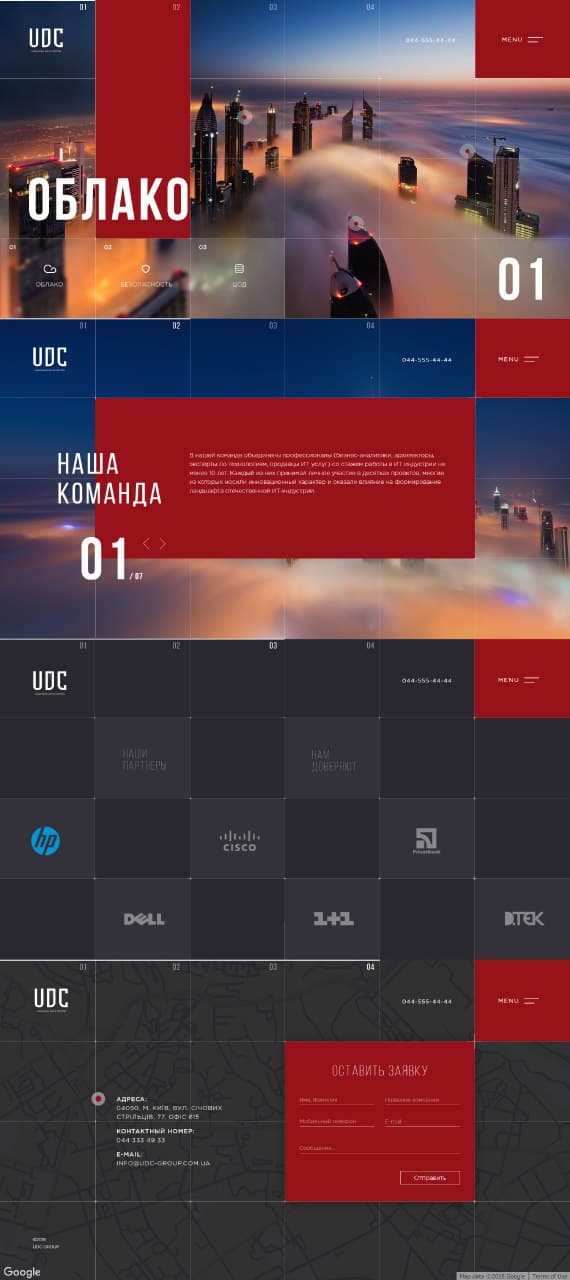 01 02 03 04
UDC
044-555-44-44
MENU
ОБЛАКО
01 02 03
ОБЛАКО БЕЗОПАСНОСТЬ ЦОД
01
01 02 03 04
UDC
044-555-44-44
MENU
НАША
КОМАНДА
В нашей команде объединены профессионалы (бизнес-аналитики, архитекторы,
эксперты по технологиям, продавцы ИТ услуг) со стажем работы в ИТ индустрии не
менее 10 лет. Каждый из них принимал личное участие в десятках проектов, многие
из которых носили инновационный характер и оказали влияние на формирование
ландшафта отечественной ИТ-индустрии.
01 / 07
01 02 03 04
UDC
044-555-44-44
MENU
НАШИ
ПАРТНЕРЫ
НАМ
ДОВЕРЯЮТ
hp
CISCO
PrivatBank
DELL
1+1
D.TEK
01 02 03 04
UDC
044-555-44-44
MENU
АДРЕСА:
04050, М. КИЇВ, ВУЛ. СІЧОВИХ
СТРІЛЬЦІВ, 77, ОФІС 615
КОНТАКТНЫЙ НОМЕР:
044 333 49 33
E-MAIL:
INFO@UDC-GROUP.COM.UA
ОСТАВИТЬ ЗАЯВКУ
Имя, Фамилия Название компании
Мобильный телефон E-mail
Сообщение...
Отправить
UDC GROUP
Google
Map data ©2015 Google Terms of Use